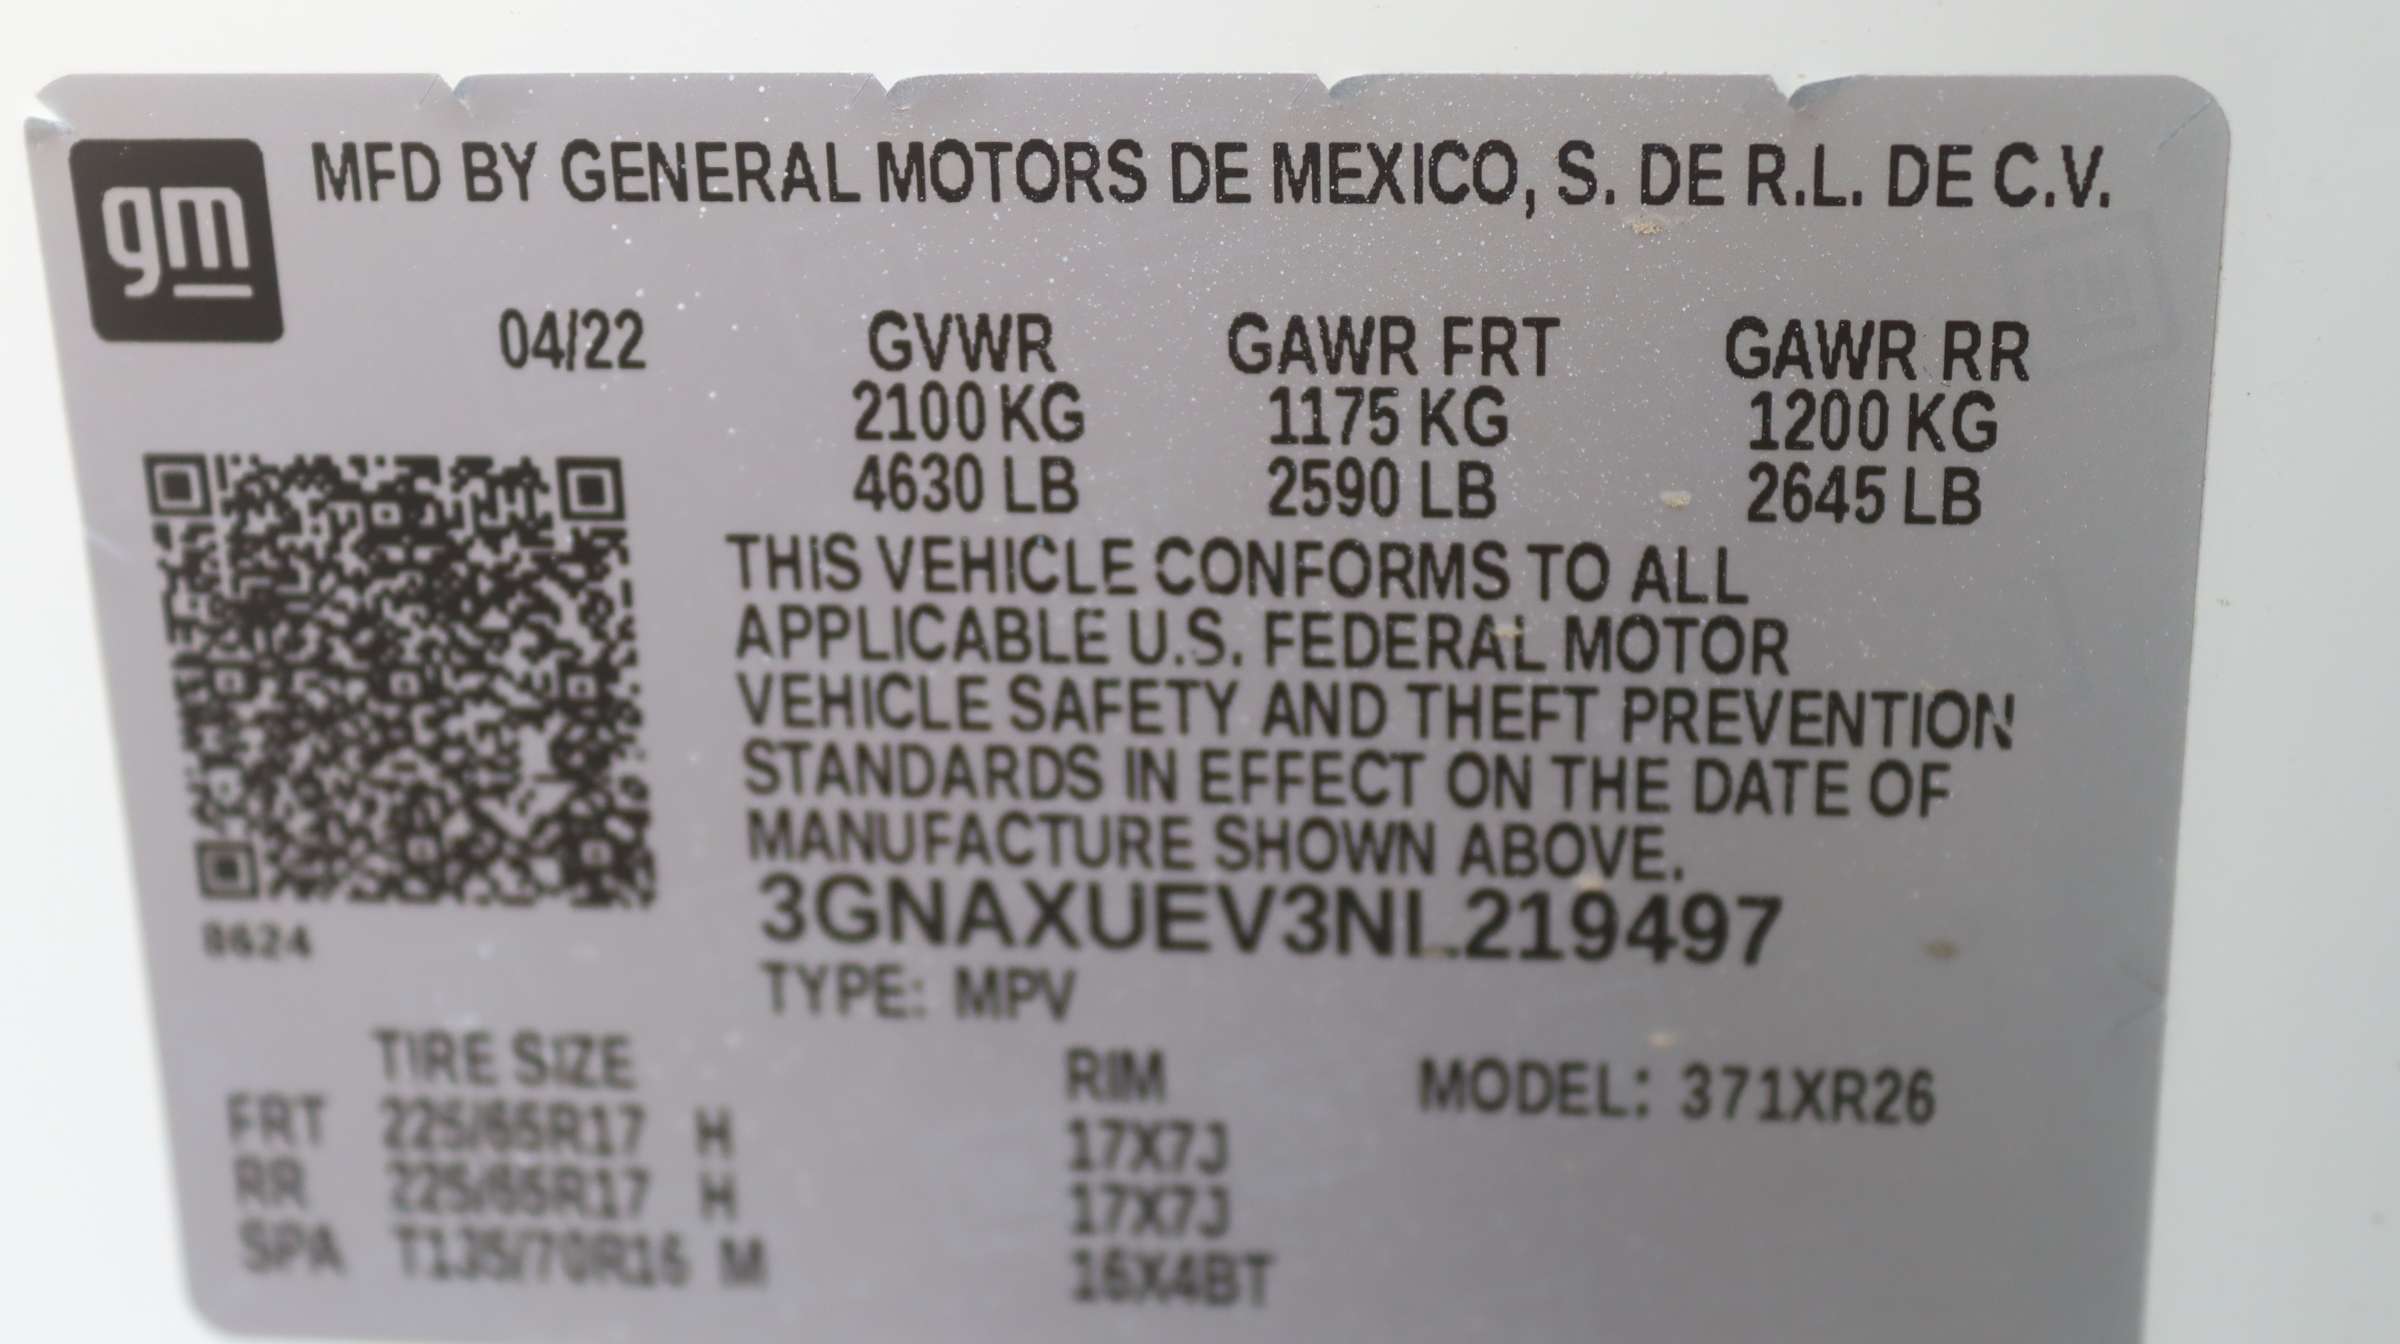 gm
MFD BY GENERAL MOTORS DE MEXICO, S. DE R.L. DE C.V.
04/22 GVWR GAWR FRT GAWR RR
2100 KG 1175 KG 1200 KG
4630 LB 2590 LB 2645 LB
THIS VEHICLE CONFORMS TO ALL
APPLICABLE U.S. FEDERAL MOTOR
VEHICLE SAFETY AND THEFT PREVENTION
STANDARDS IN EFFECT ON THE DATE OF
MANUFACTURE SHOWN ABOVE.
8624
3GNAXUEV3NL219497
TYPE: MPV
TIRE SIZE RIM MODEL: 371XR26
FRT 225/65R17 H 17X7J
RR 225/65R17 H 17X7J
SPA T135/70R16 M 16X4BT